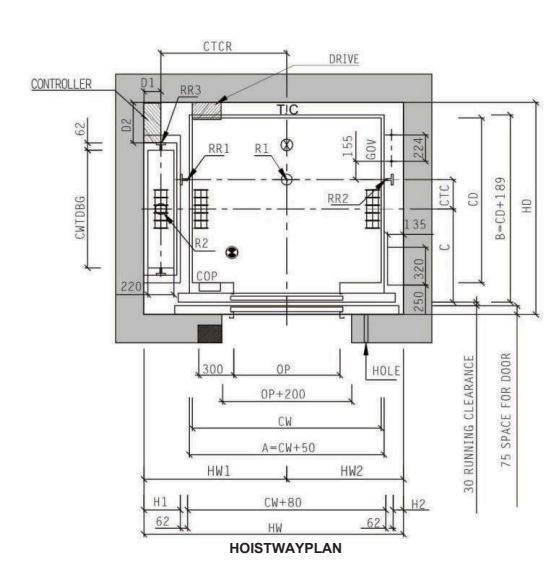 CTCR
DRIVE
CONTROLLER
D1
RR3
TIC
62
D2
155
GOV
224
RR1
R1
CTC
CD
B=CD+189
HD
CWTDBG
RR2
135
R2
C
320
COP
220
250
300
OP
HOLE
OP+200
CW
A=CW+50
30 RUNNING CLEARANCE
75 SPACE FOR DOOR
HW1
HW2
H1
CW+80
H2
62
62
HW
HOISTWAYPLAN